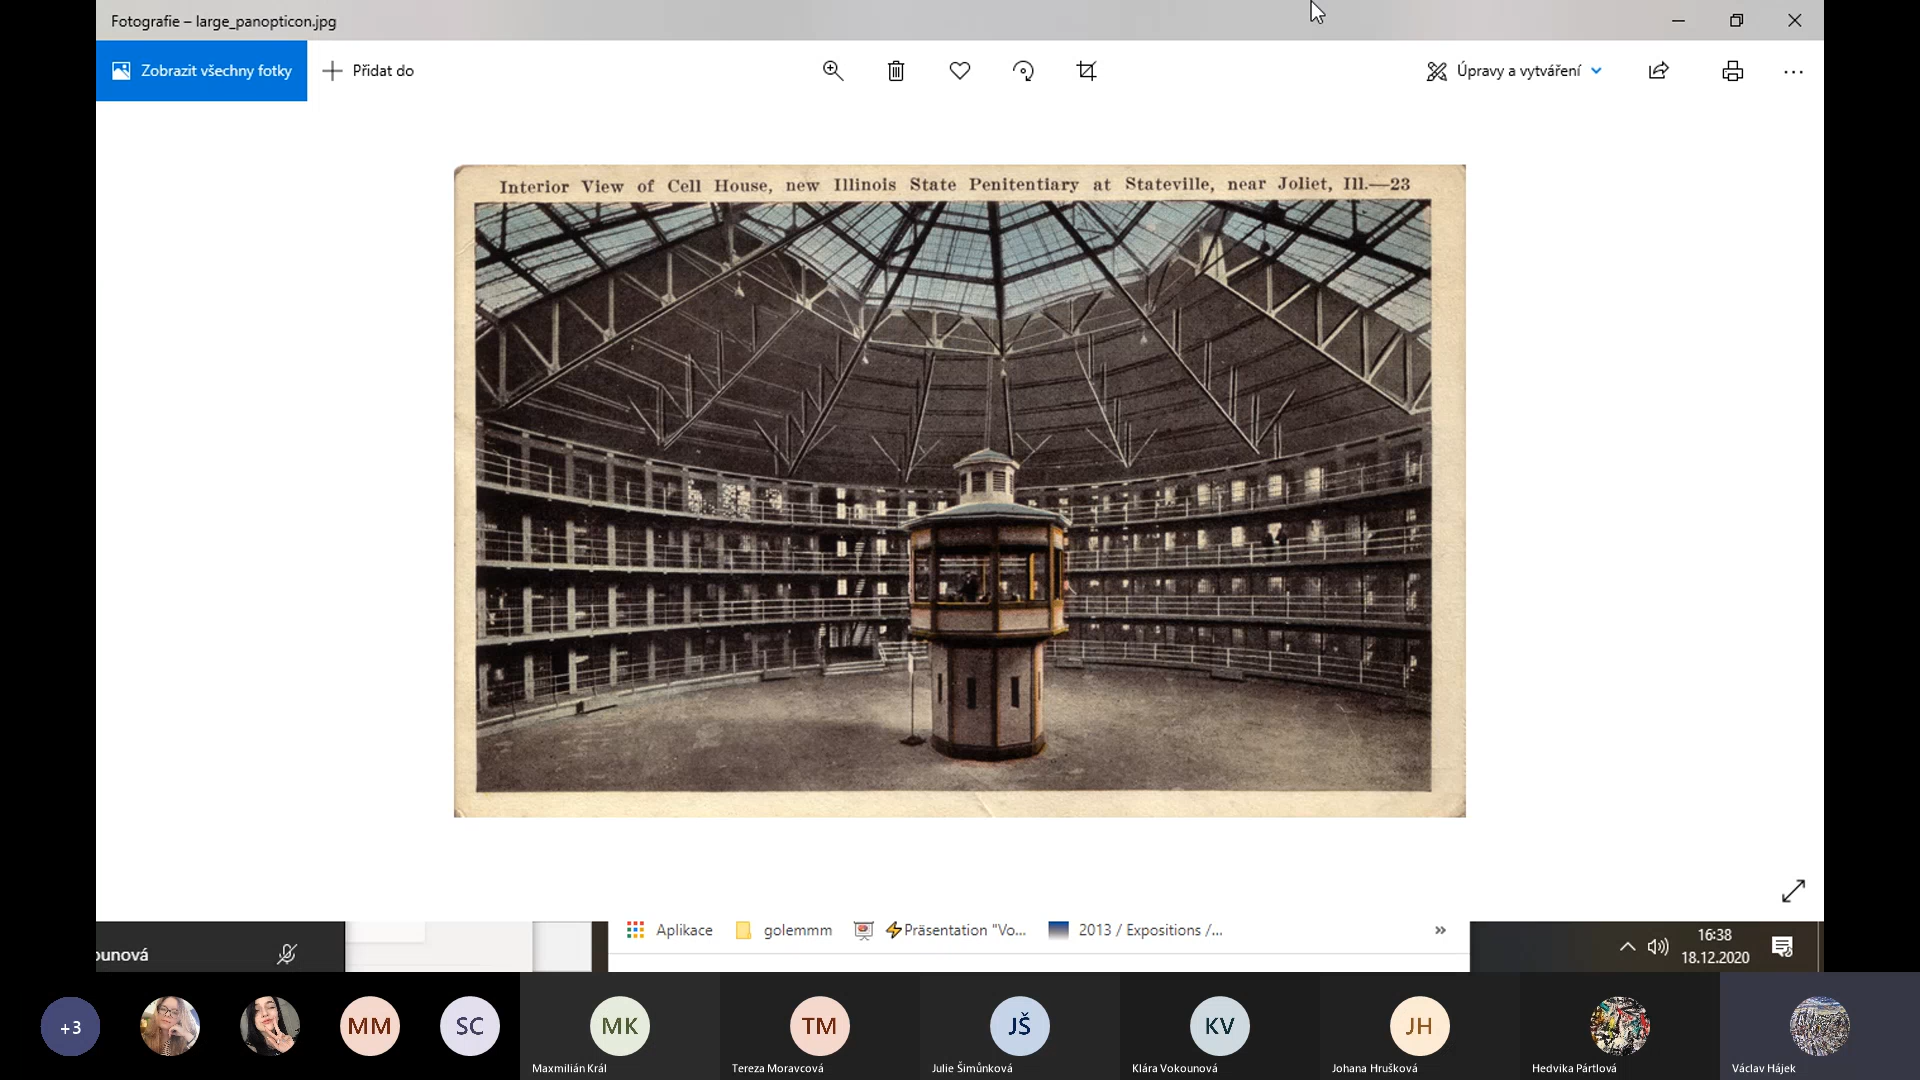 Fotografie – large_panopticon.jpg
Zobrazit všechny fotky
Přidat do
Úpravy a vytváření
Interior View of Cell House, new Illinois State Penitentiary at Stateville, near Joliet, Ill.—23
ounová
Aplikace
golemmm
⚡Präsentation "Vo...
2013 / Expositions /...
»
16:38
18.12.2020
+3
MM
SC
MK
TM
JŠ
KV
JH
Maxmilián Král
Tereza Moravcová
Julie Šimůnková
Klára Vokounová
Johana Hrušková
Hedvika Pártlová
Václav Hájek